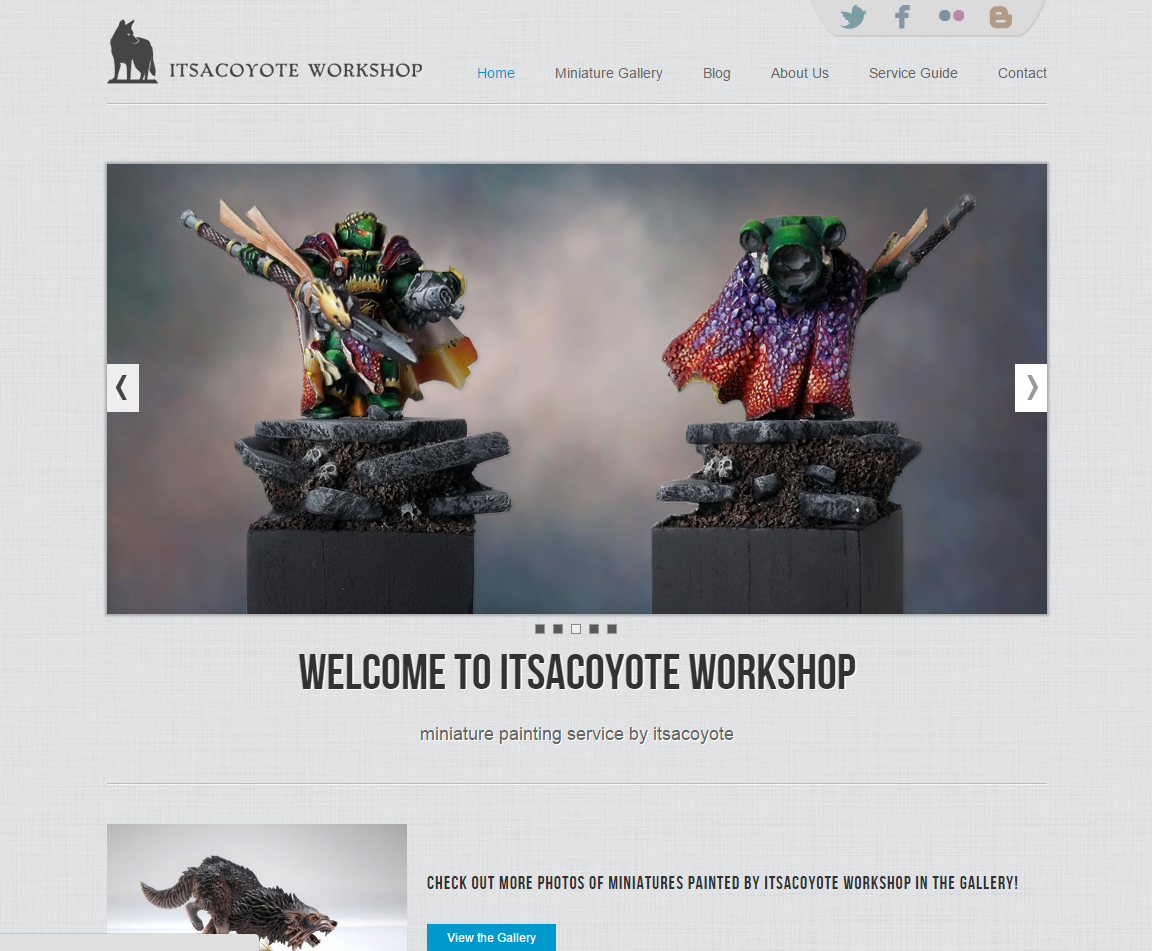 ITSACOYOTE WORKSHOP
Home Miniature Gallery Blog About Us Service Guide Contact
WELCOME TO ITSACOYOTE WORKSHOP
miniature painting service by itsacoyote
CHECK OUT MORE PHOTOS OF MINIATURES PAINTED BY ITSACOYOTE WORKSHOP IN THE GALLERY!
View the Gallery